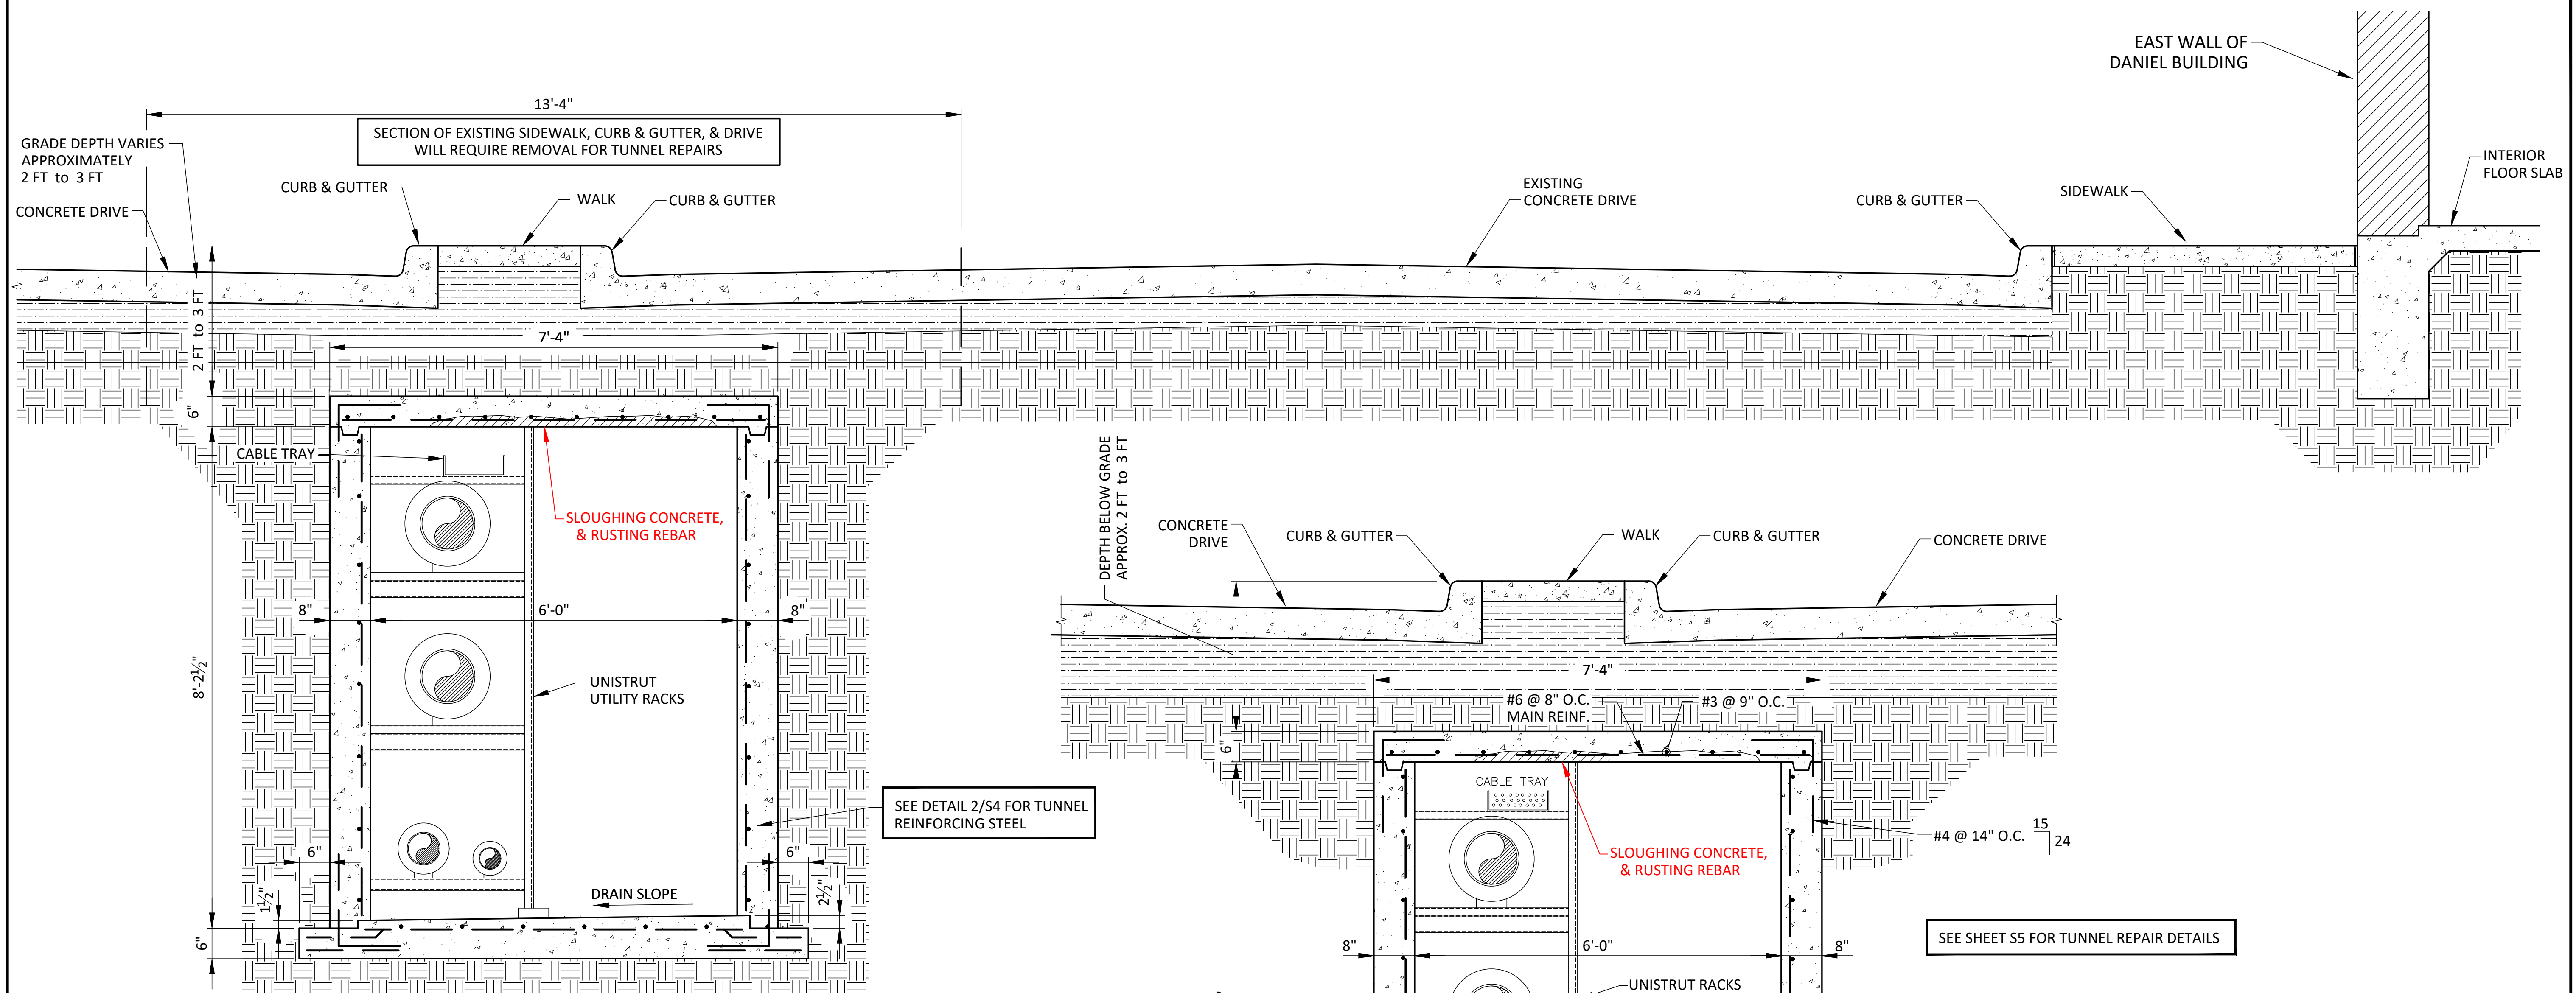 EAST WALL OF
DANIEL BUILDING
13'-4"
SECTION OF EXISTING SIDEWALK, CURB & GUTTER, & DRIVE
WILL REQUIRE REMOVAL FOR TUNNEL REPAIRS
GRADE DEPTH VARIES
APPROXIMATELY
2 FT to 3 FT
CONCRETE DRIVE
CURB & GUTTER
WALK
CURB & GUTTER
EXISTING
CONCRETE DRIVE
CURB & GUTTER
SIDEWALK
INTERIOR
FLOOR SLAB
2 FT to 3 FT
7'-4"
6"
CABLE TRAY
SLOUGHING CONCRETE,
& RUSTING REBAR
8"
6'-0"
8"
8'-2½"
UNISTRUT
UTILITY RACKS
SEE DETAIL 2/S4 FOR TUNNEL
REINFORCING STEEL
6"
6"
1½"
DRAIN SLOPE
2½"
6"
DEPTH BELOW GRADE
APPROX. 2 FT to 3 FT
CONCRETE
DRIVE
CURB & GUTTER
WALK
CURB & GUTTER
CONCRETE DRIVE
7'-4"
#6 @ 8" O.C.
MAIN REINF.
#3 @ 9" O.C.
6"
CABLE TRAY
SLOUGHING CONCRETE,
& RUSTING REBAR
#4 @ 14" O.C.
15
24
8"
6'-0"
8"
SEE SHEET S5 FOR TUNNEL REPAIR DETAILS
UNISTRUT RACKS